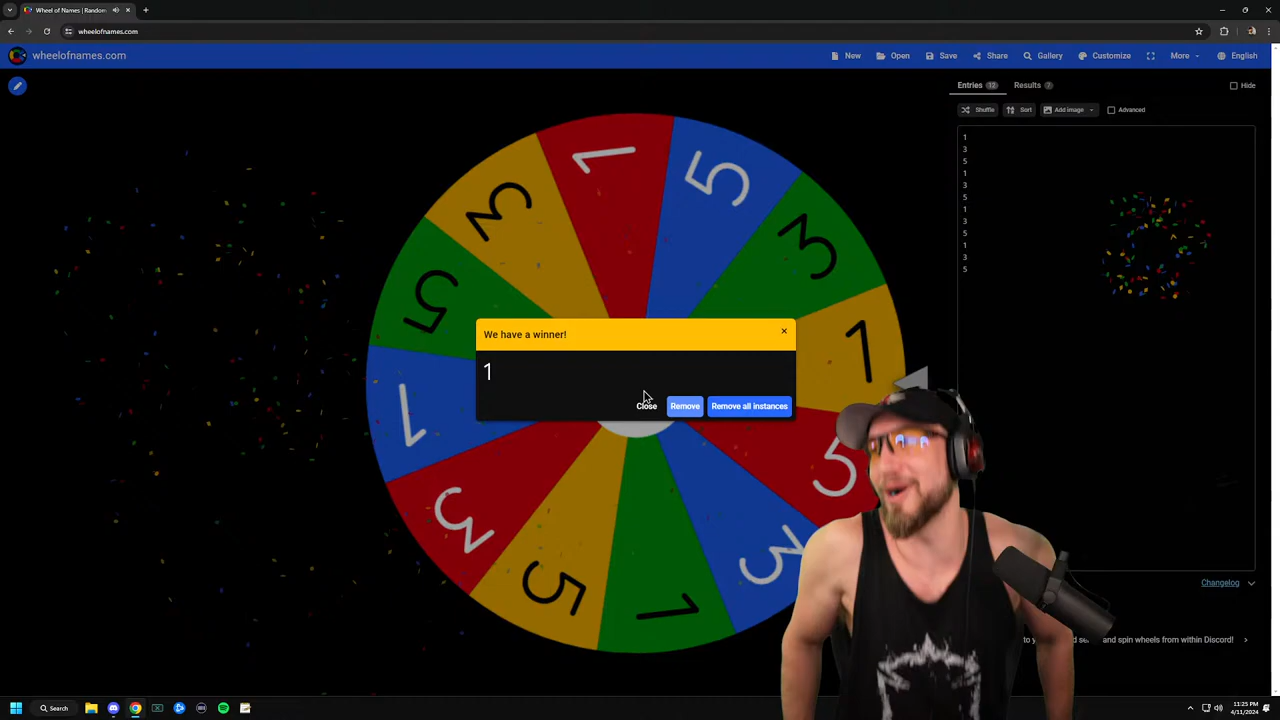 Wheel of Names | Random
wheelofnames.com
wheelofnames.com
New
Open
Save
Share
Gallery
Customize
More
English
Entries 12
Results 7
Hide
Shuffle
Sort
Add image
Advanced
1
3
5
1
3
5
1
3
5
1
3
5
1
5
3
1
5
3
1
5
3
1
5
3
We have a winner!
1
Close
Remove
Remove all instances
Changelog
and spin wheels from within Discord!
Search
11:25 PM
4/11/2024